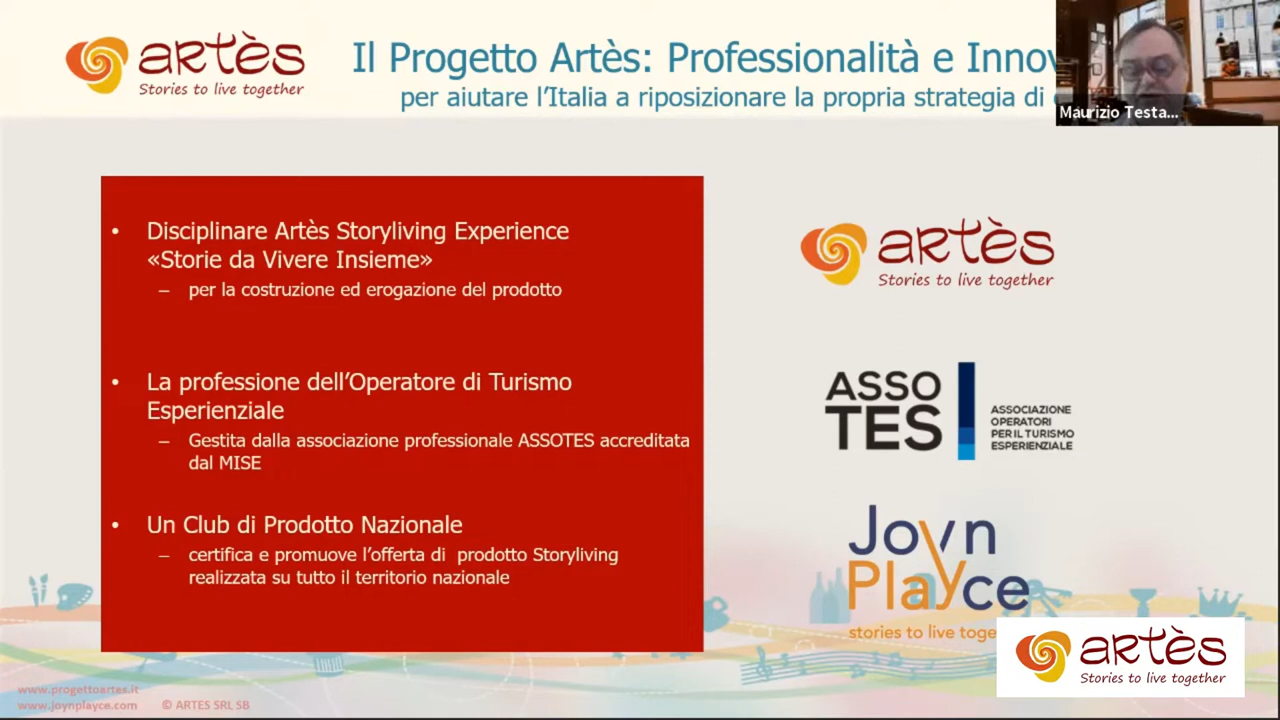 artès
Stories to live together
Il Progetto Artès: Professionalità e Inno
per aiutare l'Italia a riposizionare la propria strategia di
Maurizio Testa...
• Disciplinare Artès Storyliving Experience
«Storie da Vivere Insieme»
– per la costruzione ed erogazione del prodotto
• La professione dell'Operatore di Turismo
Esperienziale
– Gestita dalla associazione professionale ASSOTES accreditata
dal MISE
• Un Club di Prodotto Nazionale
– certifica e promuove l'offerta di prodotto Storyliving
realizzata su tutto il territorio nazionale
artès
Stories to live together
ASSO
TES
ASSOCIAZIONE
OPERATORI
PER IL TURISMO
ESPERIENZIALE
Joyn
Playce
stories to live toge
artès
Stories to live together
www.progettoartes.it
www.joynplayce.com © ARTES SRL SB